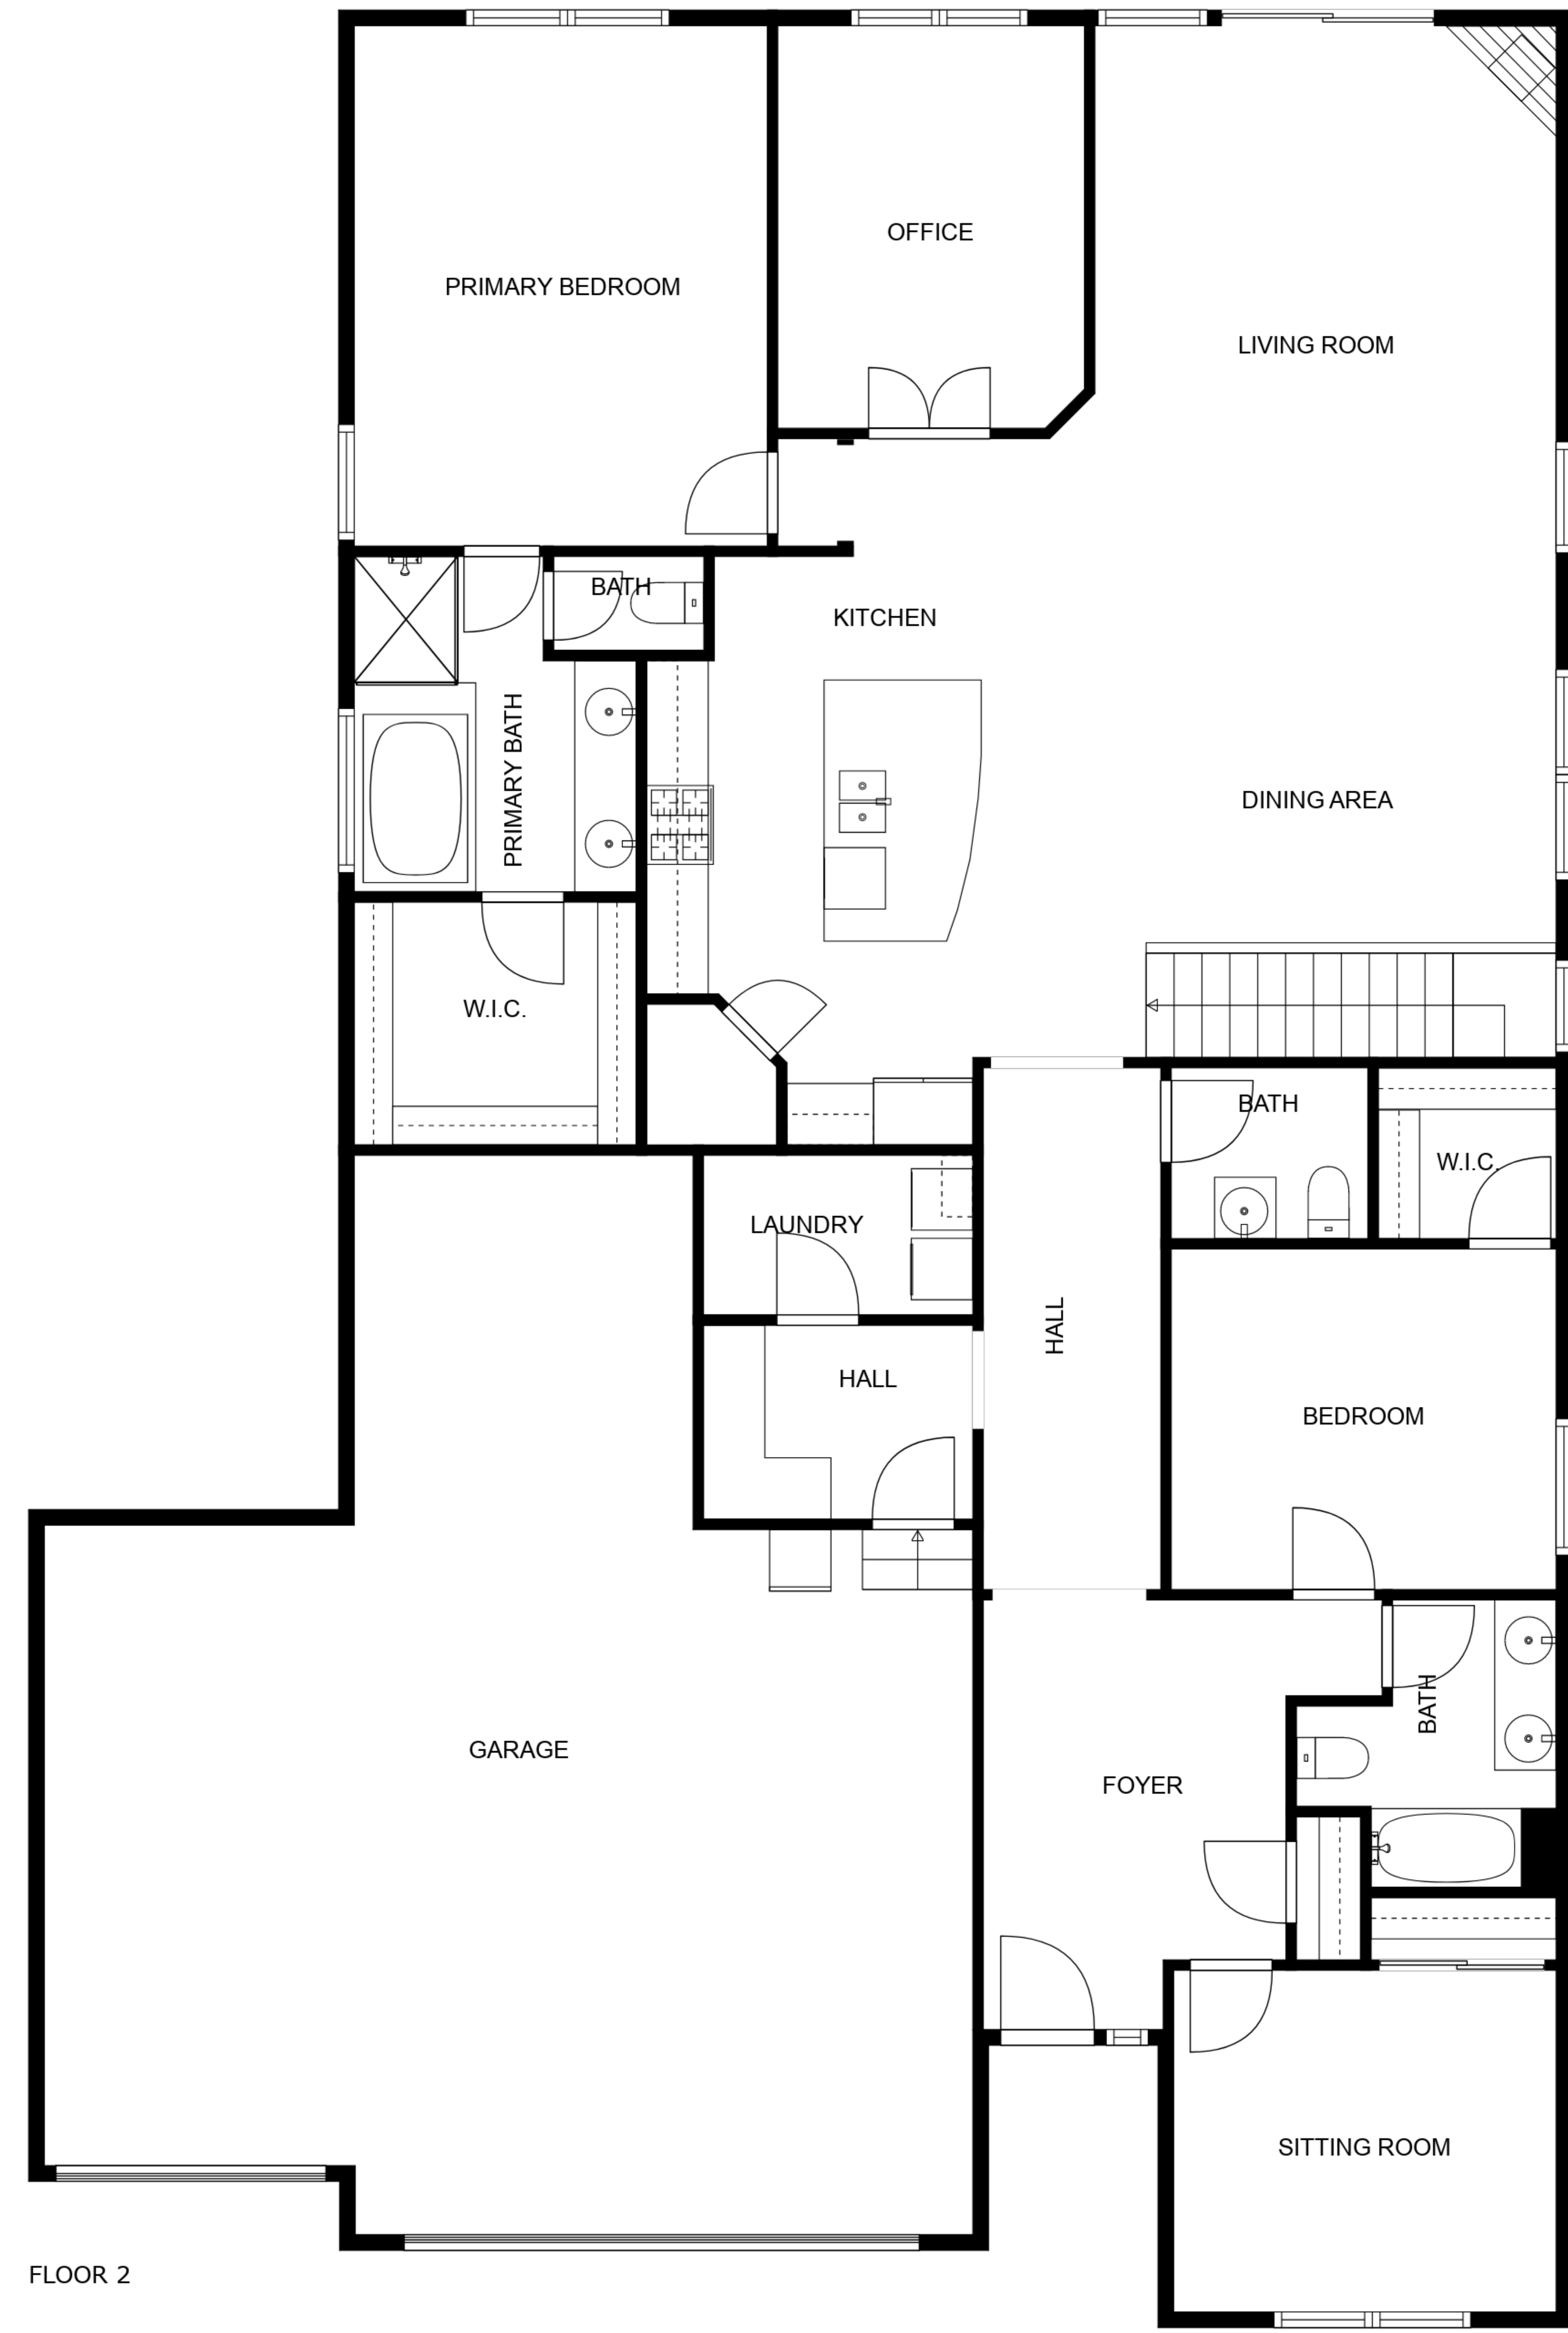 OFFICE
PRIMARY BEDROOM
LIVING ROOM
BATH
KITCHEN
PRIMARY BATH
DINING AREA
W.I.C.
BATH
W.I.C.
LAUNDRY
HALL
HALL
BEDROOM
BATH
GARAGE
FOYER
SITTING ROOM
FLOOR 2